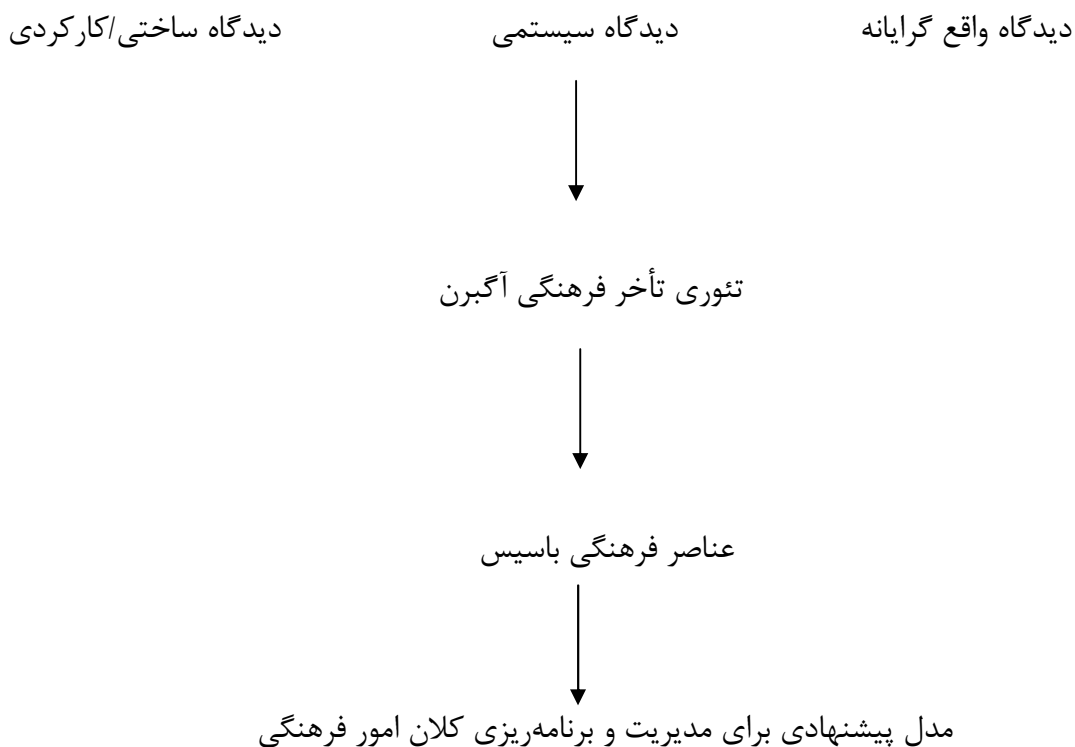 دیدگاه واقع گرایانه دیدگاه سیستمی دیدگاه ساختی/کارکردی
تئوری تأخر فرهنگی آگبرن
عناصر فرهنگی باسیس
مدل پیشنهادی برای مدیریت و برنامه‌ریزی کلان امور فرهنگی